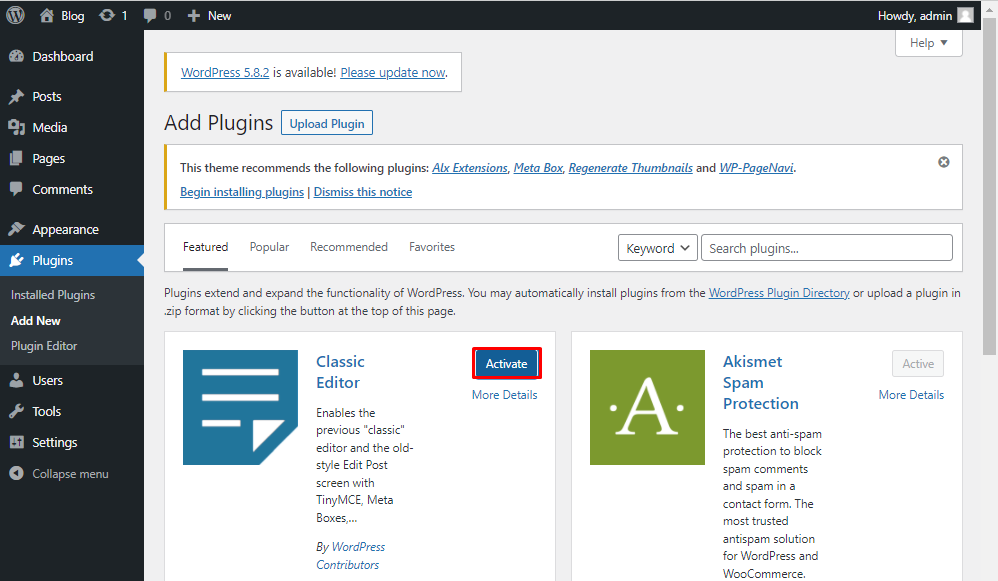 Blog 1 0 New Howdy, admin
Help
Dashboard
Posts
Media
Pages
Comments
Appearance
Plugins
Installed Plugins
Add New
Plugin Editor
Users
Tools
Settings
Collapse menu
WordPress 5.8.2 is available! Please update now.
Add Plugins Upload Plugin
This theme recommends the following plugins: Alx Extensions, Meta Box, Regenerate Thumbnails and WP-PageNavi.
Begin installing plugins | Dismiss this notice
Featured Popular Recommended Favorites Keyword Search plugins...
Plugins extend and expand the functionality of WordPress. You may automatically install plugins from the WordPress Plugin Directory or upload a plugin in
.zip format by clicking the button at the top of this page.
Classic
Editor
Activate
More Details
Enables the
previous "classic"
editor and the old-
style Edit Post
screen with
TinyMCE, Meta
Boxes,...
By WordPress
Contributors
A
Akismet
Spam
Protection
Active
More Details
The best anti-spam
protection to block
spam comments
and spam in a
contact form. The
most trusted
antispam solution
for WordPress and
WooCommerce.